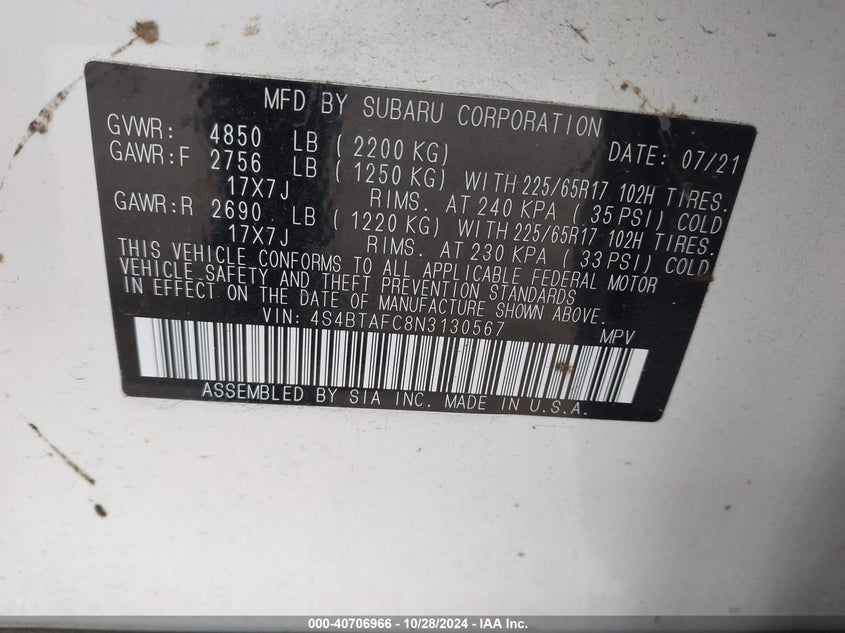 MFD BY SUBARU CORPORATION
GVWR: 4850 LB ( 2200 KG) DATE: 07/21
GAWR:F 2756 LB ( 1250 KG) WITH 225/65R17 102H TIRES.
17X7J RIMS. AT 240 KPA ( 35 PSI) COLD
GAWR:R 2690 LB ( 1220 KG) WITH 225/65R17 102H TIRES.
17X7J RIMS. AT 230 KPA ( 33 PSI) COLD
THIS VEHICLE CONFORMS TO ALL APPLICABLE FEDERAL MOTOR
VEHICLE SAFETY AND THEFT PREVENTION STANDARDS
IN EFFECT ON THE DATE OF MANUFACTURE SHOWN ABOVE.
VIN: 4S4BTAFC8N3130567 MPV
ASSEMBLED BY SIA INC. MADE IN U.S.A.
000-40706966 - 10/28/2024 - IAA Inc.